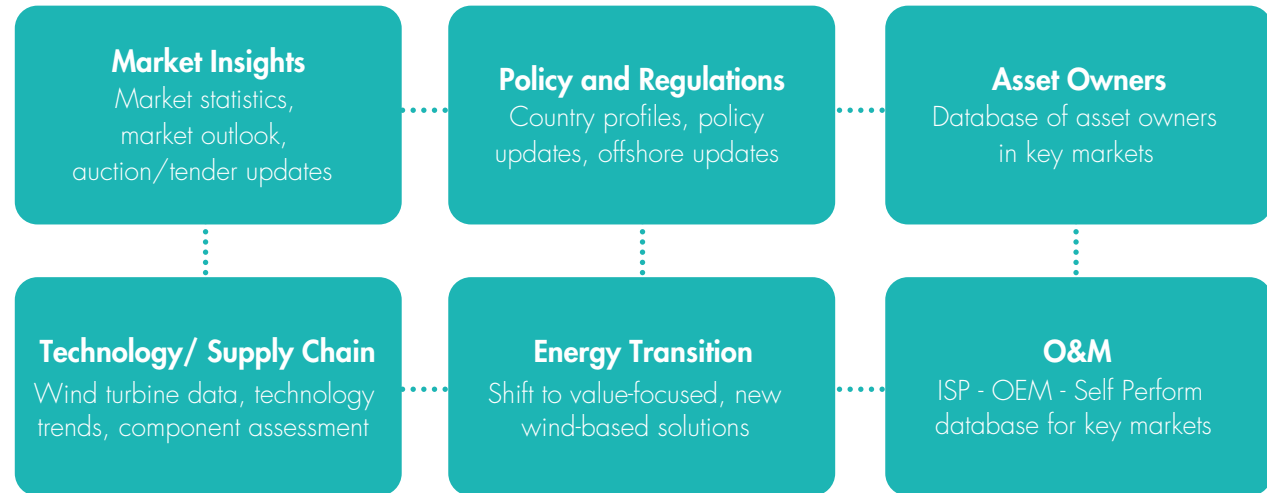 Market Insights
Market statistics,
market outlook,
auction/tender updates
Policy and Regulations
Country profiles, policy
updates, offshore updates
Asset Owners
Database of asset owners
in key markets
Technology/ Supply Chain
Wind turbine data, technology
trends, component assessment
Energy Transition
Shift to value-focused, new
wind-based solutions
O&M
ISP - OEM - Self Perform
database for key markets